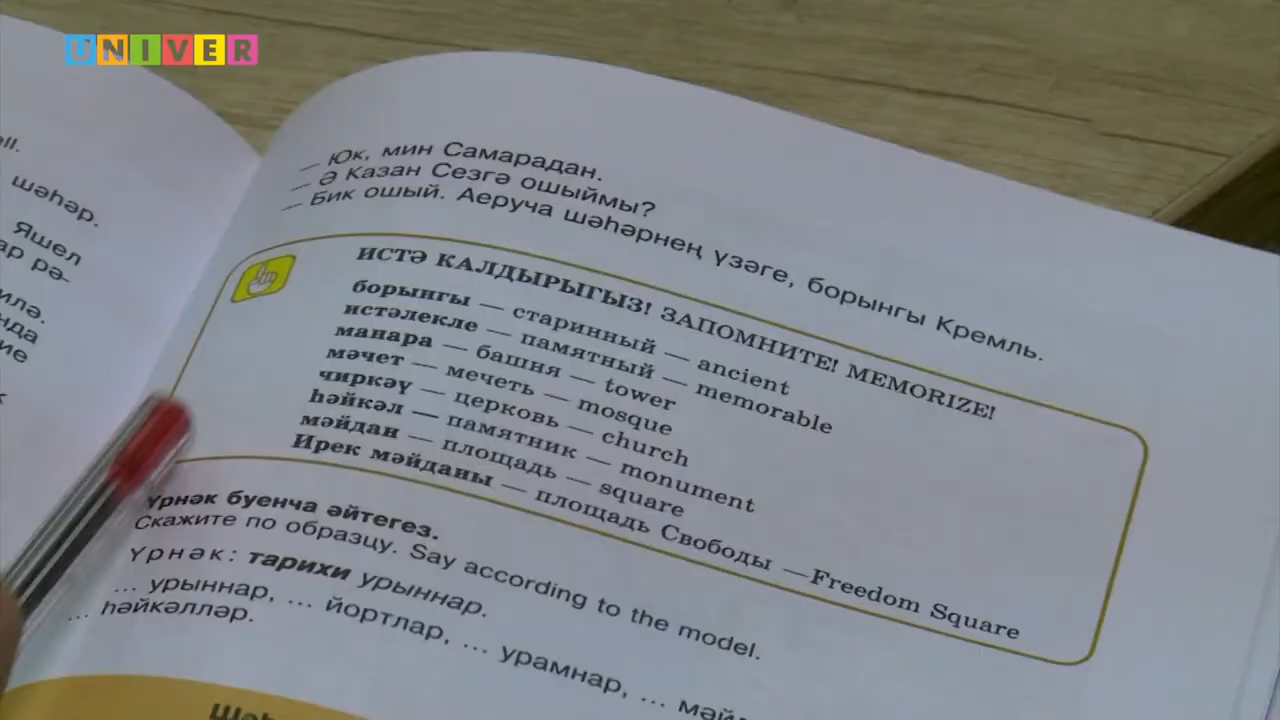 UNIVER
шәһәр.
Яшел
– Юк, мин Самарадан.
– Ә Казан Сезгә ошыймы?
– Бик ошый. Аеруча шәһәрнең үзәге, борынгы Кремль.
ИСТӘ КАЛДЫРЫГЫЗ! ЗАПОМНИТЕ! MEMORIZE!
борынгы — старинный — ancient
истәлекле — памятный — memorable
манара — башня — tower
мәчет — мечеть — mosque
чиркәү — церковь — church
һәйкәл — памятник — monument
мәйдан — площадь — square
Ирек мәйданы — площадь Свободы —Freedom Square
Үрнәк буенча әйтегез.
Скажите по образцу. Say according to the model.
Үрнәк: тарихи урыннар.
... урыннар, ... йортлар, ... урамнар, ...
... һәйкәлләр.